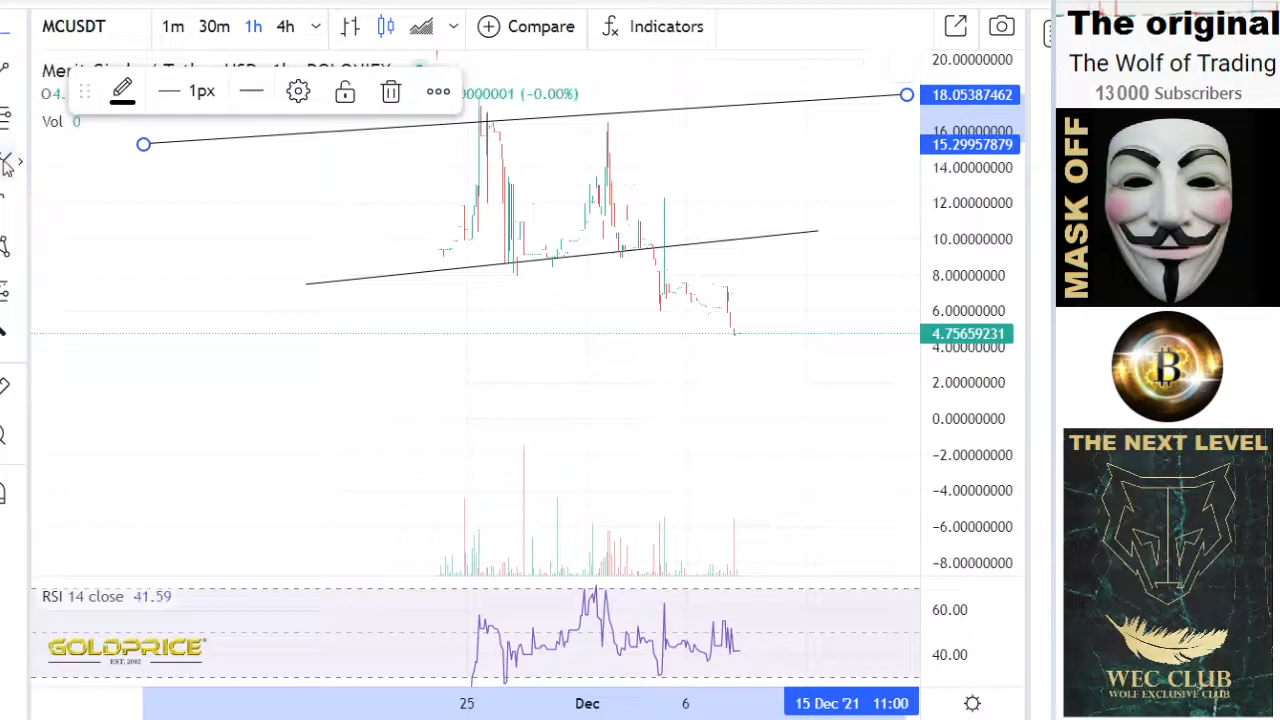 MCUSDT
1m 30m 1h 4h
Compare
Indicators
1px
O4.
0000001 (-0.00%)
Vol 0
20.00000000
18.05387462
16.00000000
15.29957879
14.00000000
12.00000000
10.00000000
8.00000000
6.00000000
4.75659231
4.00000000
2.00000000
0.00000000
−2.00000000
−4.00000000
−6.00000000
−8.00000000
RSI 14 close 41.59
60.00
40.00
GOLDPRICE
EST. 2002
25
Dec
6
15 Dec '21 11:00
The original
The Wolf of Trading
13000 Subscribers
MASK OFF
THE NEXT LEVEL
WEC CLUB
WOLF EXCLUSIVE CLUB